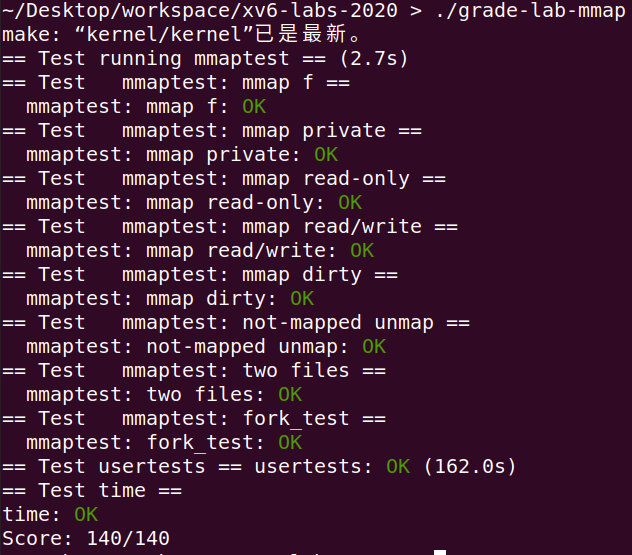 ~/Desktop/workspace/xv6-labs-2020 > ./grade-lab-mmap
make: “kernel/kernel”已是最新。
== Test running mmaptest == (2.7s)
== Test   mmaptest: mmap f ==
  mmaptest: mmap f: OK
== Test   mmaptest: mmap private ==
  mmaptest: mmap private: OK
== Test   mmaptest: mmap read-only ==
  mmaptest: mmap read-only: OK
== Test   mmaptest: mmap read/write ==
  mmaptest: mmap read/write: OK
== Test   mmaptest: mmap dirty ==
  mmaptest: mmap dirty: OK
== Test   mmaptest: not-mapped unmap ==
  mmaptest: not-mapped unmap: OK
== Test   mmaptest: two files ==
  mmaptest: two files: OK
== Test   mmaptest: fork_test ==
  mmaptest: fork_test: OK
== Test usertests == usertests: OK (162.0s)
== Test time ==
time: OK
Score: 140/140